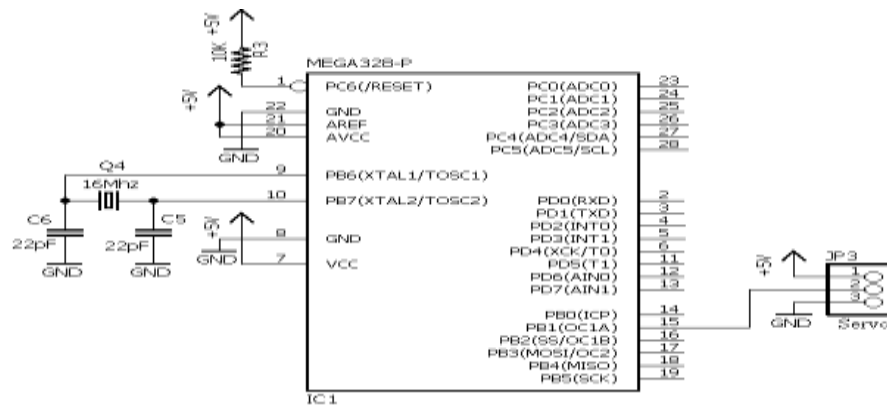 +5V
10K
R3
MEGA328-P
1
PC6(/RESET)
+5V
22
GND
21
AREF
20
AVCC
GND
9
PB6(XTAL1/TOSC1)
Q4
16Mhz
10
PB7(XTAL2/TOSC2)
C6
22pF
GND
C5
22pF
GND
+5V
8
GND
GND
7
VCC
PC0(ADC0)
23
PC1(ADC1)
24
PC2(ADC2)
25
PC3(ADC3)
26
PC4(ADC4/SDA)
27
PC5(ADC5/SCL)
28
PD0(RXD)
2
PD1(TXD)
3
PD2(INT0)
4
PD3(INT1)
5
PD4(XCK/T0)
6
PD5(T1)
11
PD6(AIN0)
12
PD7(AIN1)
13
PB0(ICP)
14
PB1(OC1A)
15
PB2(SS/OC1B)
16
PB3(MOSI/OC2)
17
PB4(MISO)
18
PB5(SCK)
19
IC1
+5V
GND
JP3
1
2
3
Servo